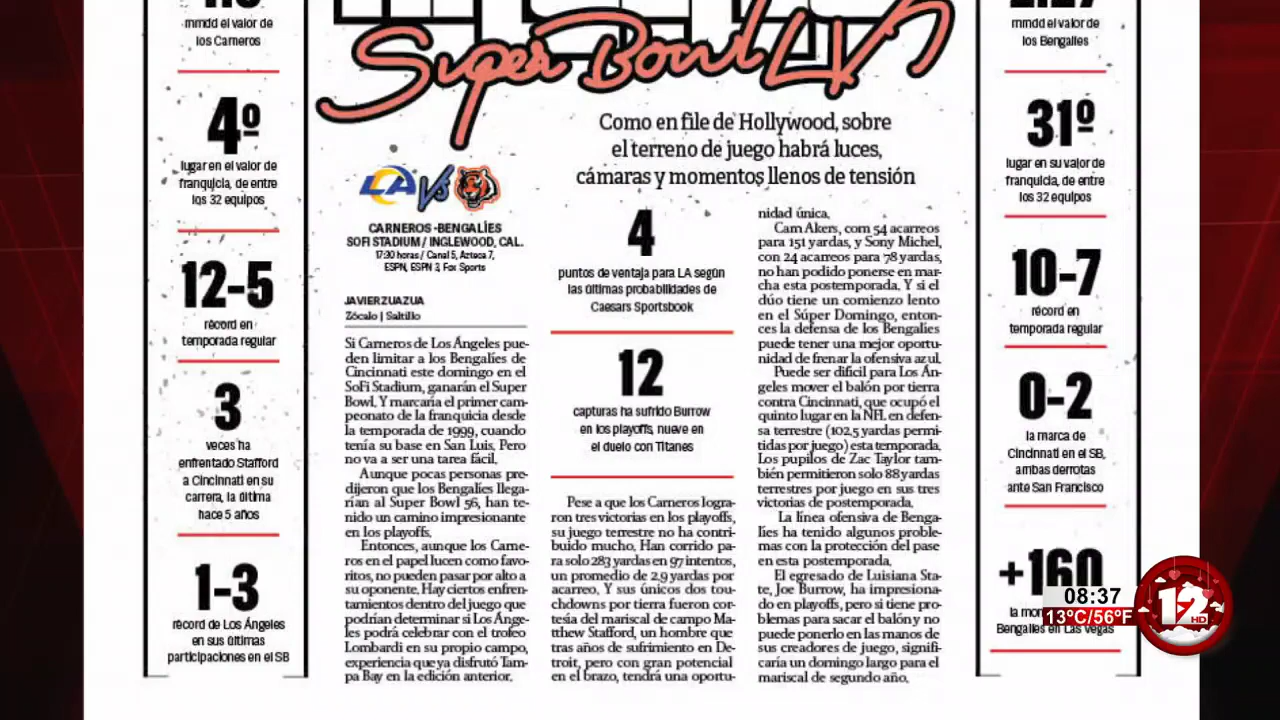 mmdd el valor de
los Carneros
4º
lugar en el valor de
franquicia, de entre
los 32 equipos
12-5
récord en
temporada regular
3
veces ha
enfrentado Stafford
a Cincinnati en su
carrera, la última
hace 5 años
1-3
récord de Los Ángeles
en sus últimas
participaciones en el SB
Super Bowl LVI
Como en file de Hollywood, sobre
el terreno de juego habrá luces,
cámaras y momentos llenos de tensión
LA VS
CARNEROS-BENGALÍES
SOFI STADIUM / INGLEWOOD, CAL.
17:30 horas / Canal 5, Azteca 7,
ESPN, ESPN 3, Fox Sports
JAVIER ZUAZUA
Zócalo | Saltillo
Si Carneros de Los Ángeles pue-
den limitar a los Bengalíes de
Cincinnati este domingo en el
SoFi Stadium, ganarán el Super
Bowl. Y marcaría el primer cam-
peonato de la franquicia desde
la temporada de 1999, cuando
tenía su base en San Luis. Pero
no va a ser una tarea fácil.
Aunque pocas personas pre-
dijeron que los Bengalíes llega-
rían al Super Bowl 56, han te-
nido un camino impresionante
en los playoffs.
Entonces, aunque los Carne-
ros en el papel lucen como favo-
ritos, no pueden pasar por alto a
su oponente. Hay ciertos enfren-
tamientos dentro del juego que
podrían determinar si Los Ánge-
les podrá celebrar con el trofeo
Lombardi en su propio campo,
experiencia que ya disfrutó Tam-
pa Bay en la edición anterior.
4
puntos de ventaja para LA según
las últimas probabilidades de
Caesars Sportsbook
12
capturas ha sufrido Burrow
en los playoffs, nueve en
el duelo con Titanes
Pese a que los Carneros logra-
ron tres victorias en los playoffs,
su juego terrestre no ha contri-
buido mucho. Han corrido pa-
ra solo 283 yardas en 97 intentos,
un promedio de 2,9 yardas por
acarreo. Y sus únicos dos tou-
chdowns por tierra fueron cor-
tesía del mariscal de campo Ma-
tthew Stafford, un hombre que
tras años de sufrimiento en De-
troit, pero con gran potencial
en el brazo, tendrá una oportu-
nidad única.
Cam Akers, com 54 acarreos
para 151 yardas, y Sony Michel,
con 24 acarreos para 78 yardas,
no han podido ponerse en mar-
cha esta postemporada. Y si el
dúo tiene un comienzo lento
en el Súper Domingo, enton-
ces la defensa de los Bengalíes
puede tener una mejor oportu-
nidad de frenar la ofensiva azul.
Puede ser difícil para Los Án-
geles mover el balón por tierra
contra Cincinnati, que ocupó el
quinto lugar en la NFL en defen-
sa terrestre (102,5 yardas permi-
tidas por juego) esta temporada.
Los pupilos de Zac Taylor tam-
bién permitieron solo 88 yardas
terrestres por juego en sus tres
victorias de postemporada.
La línea ofensiva de Benga-
líes ha tenido algunos proble-
mas con la protección del pase
en esta postemporada.
El egresado de Luisiana Sta-
te, Joe Burrow, ha impresiona-
do en playoffs, pero si tiene pro-
blemas para sacar el balón y no
puede ponerlo en las manos de
sus creadores de juego, signifi-
caría un domingo largo para el
mariscal de segundo año.
mmdd el valor de
los Bengalíes
31º
lugar en su valor de
franquicia, de entre
los 32 equipos
10-7
récord en
temporada regular
0-2
la marca de
Cincinnati en el SB,
ambas derrotas
ante San Francisco
+160
Bengalíes en Las Vegas
08:37
13°C/56°F
12
HD